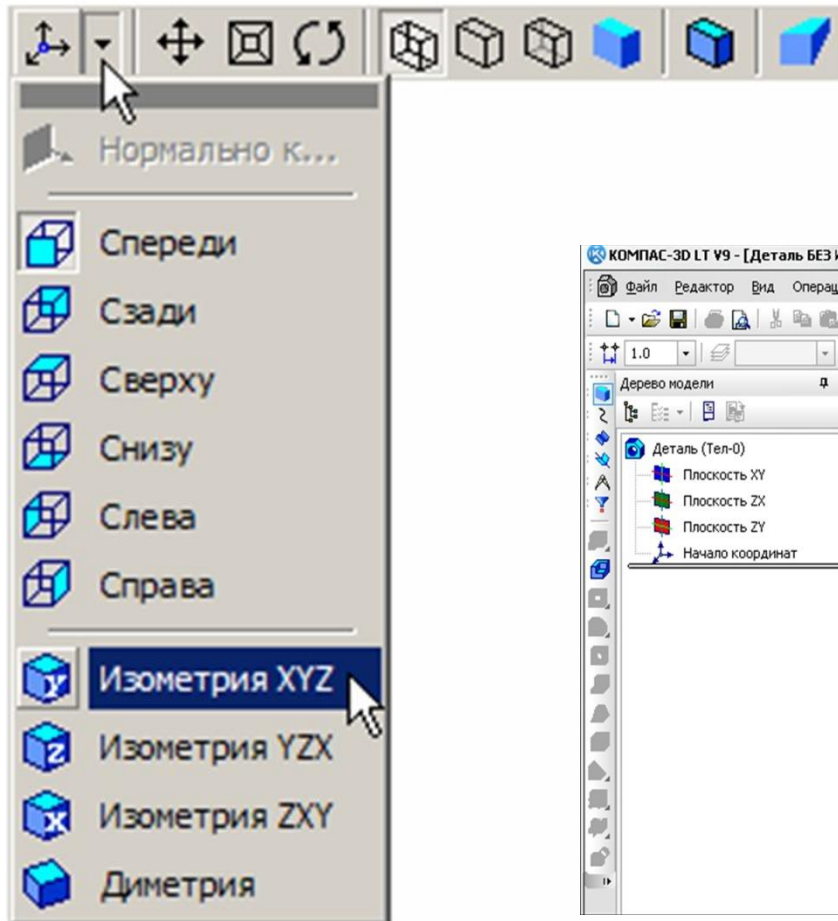 Нормально к...
Спереди
Сзади
Сверху
Снизу
Слева
Справа
Изометрия XYZ
Изометрия YZX
Изометрия ZXY
Диметрия
КОМПАС-3D LT V9 - [Деталь БЕЗ
Файл Редактор Вид Операц
1.0
Дерево модели
Деталь (Тел-0)
Плоскость XY
Плоскость ZX
Плоскость ZY
Начало координат